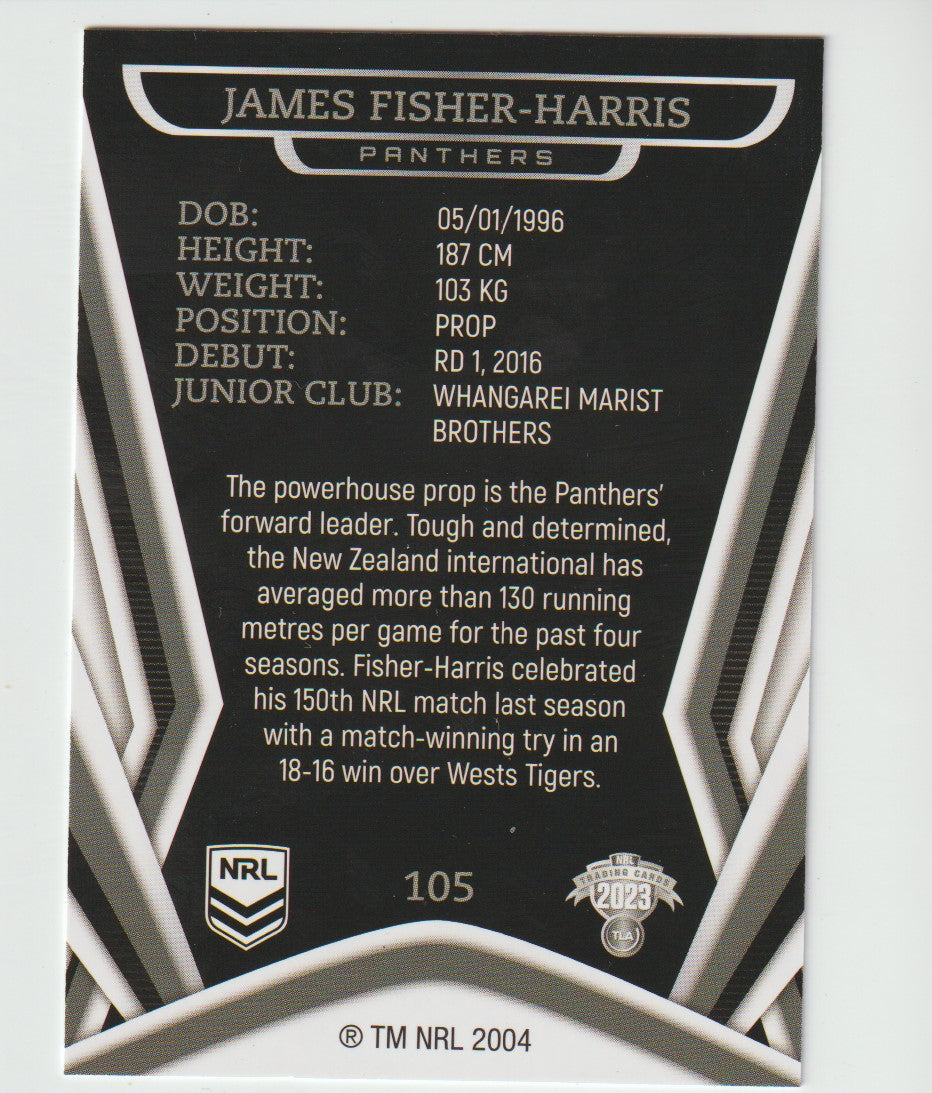 JAMES FISHER-HARRIS
PANTHERS
DOB: 05/01/1996
HEIGHT: 187 CM
WEIGHT: 103 KG
POSITION: PROP
DEBUT: RD 1, 2016
JUNIOR CLUB: WHANGAREI MARIST
BROTHERS
The powerhouse prop is the Panthers'
forward leader. Tough and determined,
the New Zealand international has
averaged more than 130 running
metres per game for the past four
seasons. Fisher-Harris celebrated
his 150th NRL match last season
with a match-winning try in an
18-16 win over Wests Tigers.
NRL
105
NRL
TRADING CARDS
2023
TLA
® TM NRL 2004